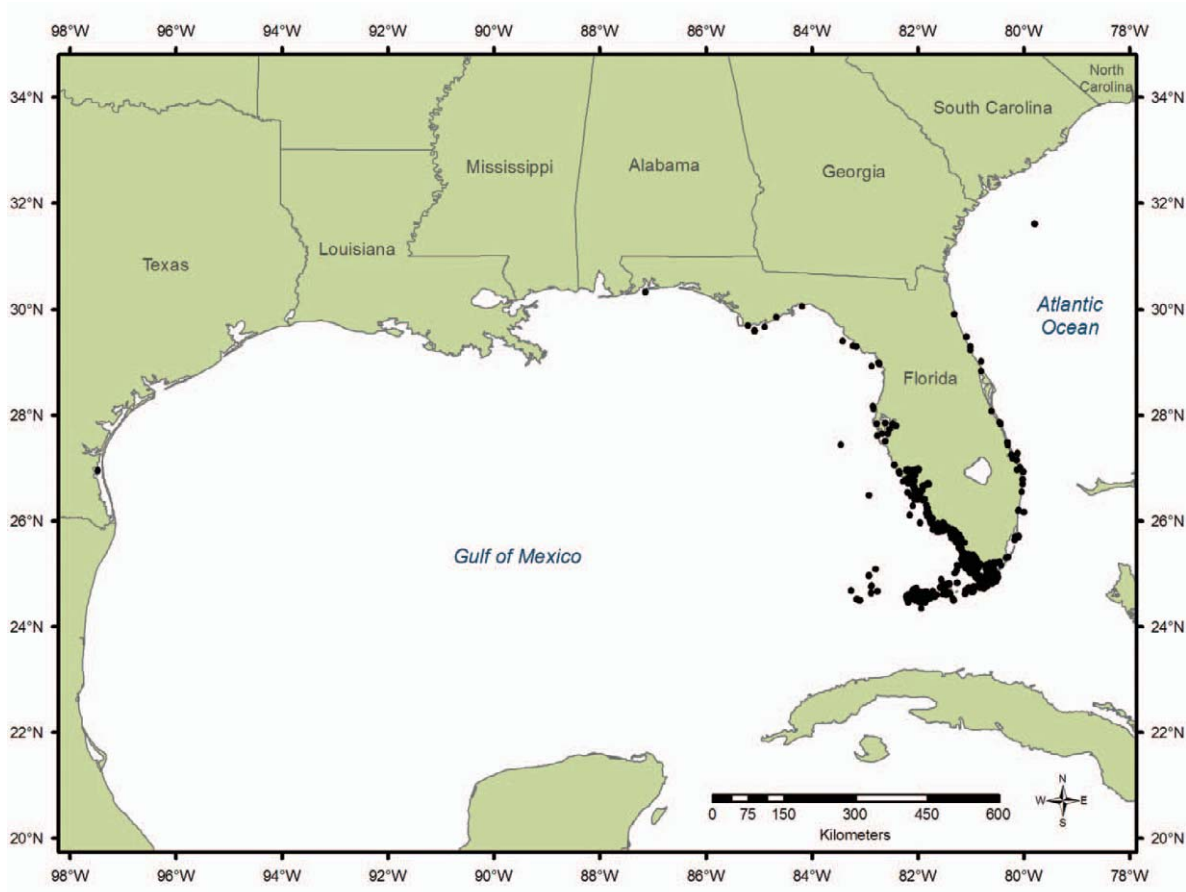 98°W 96°W 94°W 92°W 90°W 88°W 86°W 84°W 82°W 80°W 78°W
North
Carolina
34°N 34°N
South Carolina
Mississippi
Alabama
Georgia
32°N 32°N
Louisiana
Texas
30°N 30°N
Atlantic
Ocean
Florida
28°N 28°N
26°N 26°N
Gulf of Mexico
24°N 24°N
22°N 22°N
N
W E
S
0 75 150 300 450 600
Kilometers
20°N 20°N
98°W 96°W 94°W 92°W 90°W 88°W 86°W 84°W 82°W 80°W 78°W